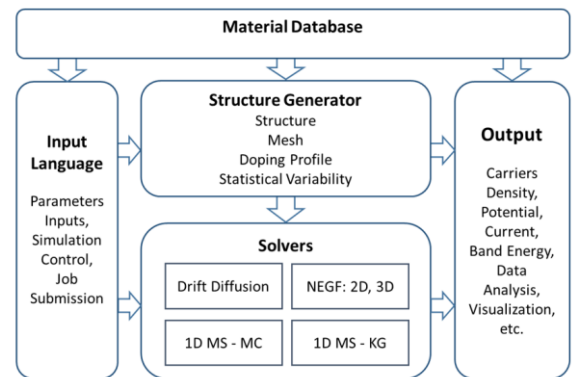 Material Database
Input
Language
Parameters
Inputs,
Simulation
Control,
Job
Submission
Structure Generator
Structure
Mesh
Doping Profile
Statistical Variability
Solvers
Drift Diffusion
NEGF: 2D, 3D
1D MS - MC
1D MS - KG
Output
Carriers
Density,
Potential,
Current,
Band Energy,
Data
Analysis,
Visualization,
etc.